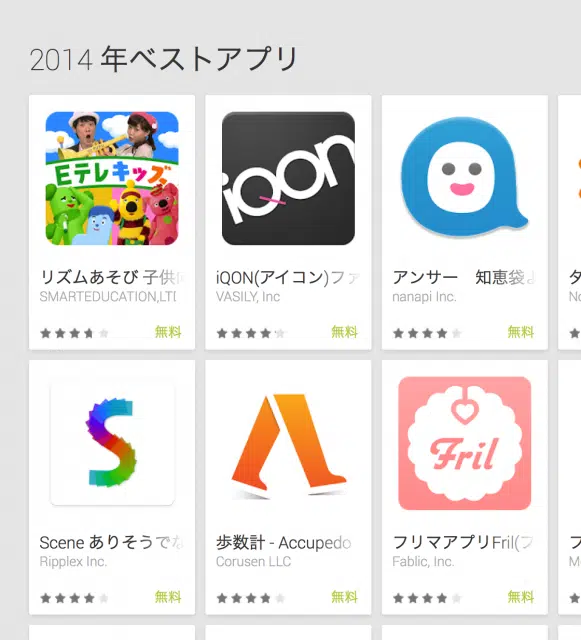 2014 年ベストアプリ
Eテレキッズ
iQON
リズムあそび 子供
iQON(アイコン)ファ
アンサー 知恵袋
SMARTEDUCATION,LTD
VASILY, Inc
nanapi Inc.
無料
無料
無料
Fril
Scene ありそうでな
歩数計 - Accupedo
フリマアプリFril(フ
Ripplex Inc.
Corusen LLC
Fablic, Inc.
無料
無料
無料